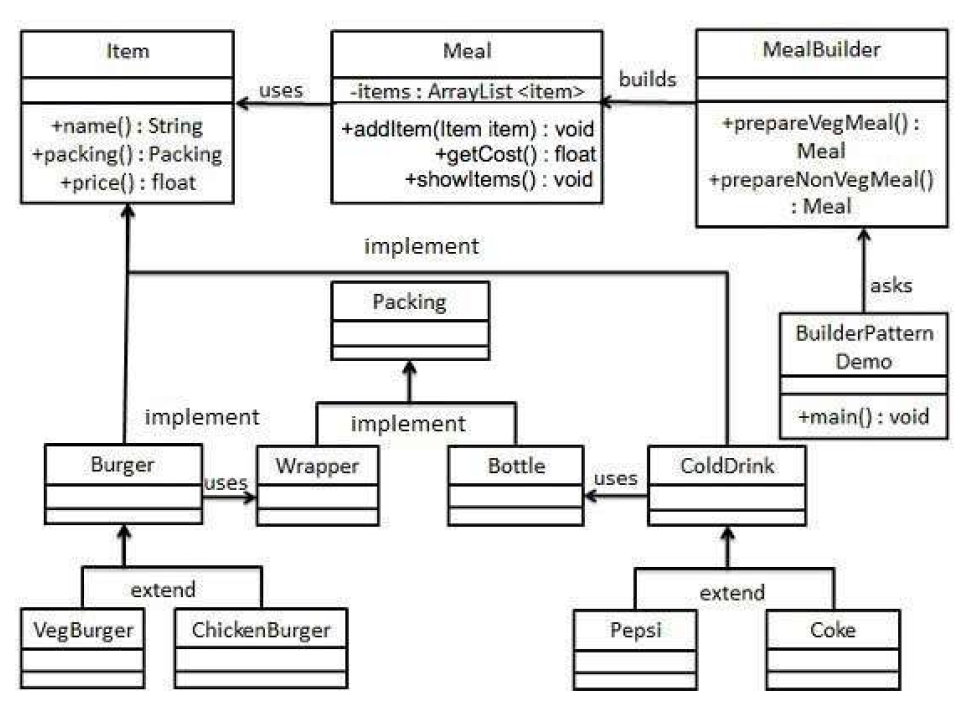 Item
+name() : String
+packing() : Packing
+price() : float
uses
Meal
-items : ArrayList <item>
+addItem(Item item) : void
+getCost() : float
+showItems() : void
builds
MealBuilder
+prepareVegMeal() :
Meal
+prepareNonVegMeal()
: Meal
implement
asks
Packing
BuilderPattern
Demo
+main() : void
implement
implement
Burger
uses
Wrapper
Bottle
uses
ColdDrink
extend
extend
VegBurger
ChickenBurger
Pepsi
Coke